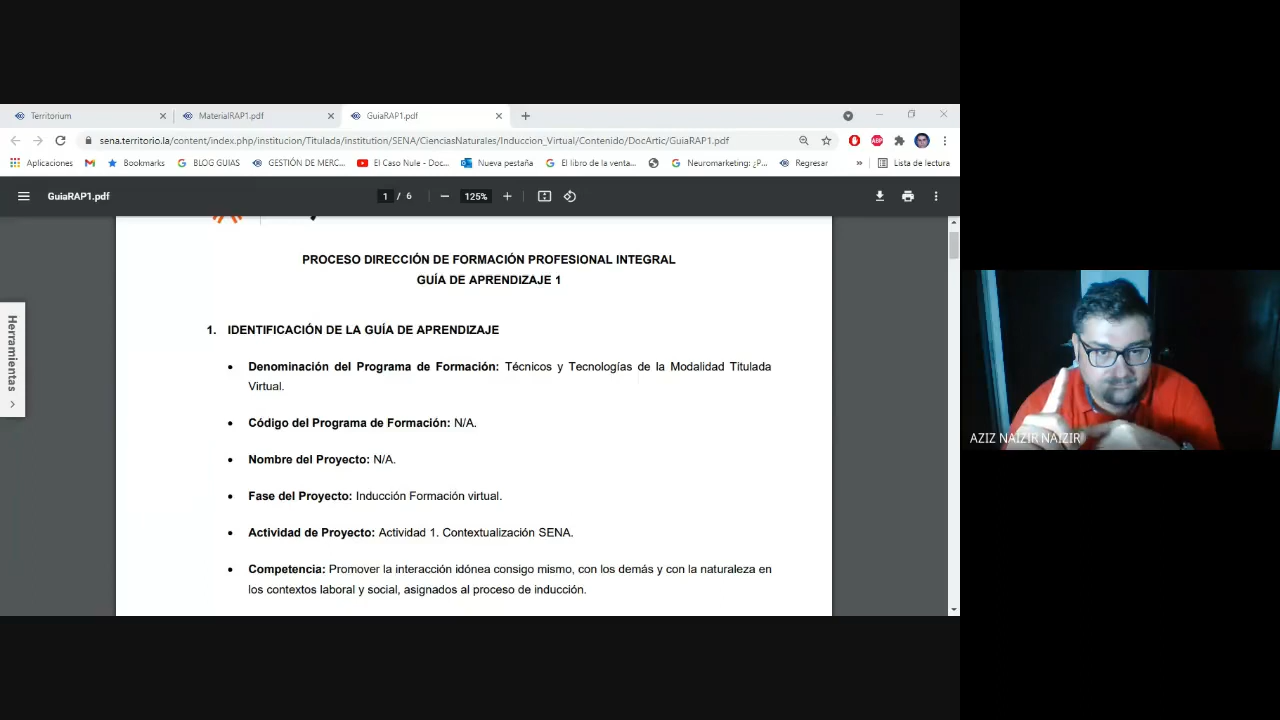 Territorium
MaterialRAP1.pdf
GuiaRAP1.pdf
sena.territorio.la/content/index.php/institucion/Titulada/institution/SENA/CienciasNaturales/Induccion_Virtual/Contenido/DocArtic/GuiaRAP1.pdf
Aplicaciones
Bookmarks
BLOG GUIAS
GESTIÓN DE MERC...
El Caso Nule - Doc...
Nueva pestaña
El libro de la venta...
Neuromarketing: ¿P...
Regresar
»
Lista de lectura
GuiaRAP1.pdf
1 / 6
125%
PROCESO DIRECCIÓN DE FORMACIÓN PROFESIONAL INTEGRAL
GUÍA DE APRENDIZAJE 1
1. IDENTIFICACIÓN DE LA GUÍA DE APRENDIZAJE
• Denominación del Programa de Formación: Técnicos y Tecnologías de la Modalidad Titulada
Virtual.
• Código del Programa de Formación: N/A.
• Nombre del Proyecto: N/A.
• Fase del Proyecto: Inducción Formación virtual.
• Actividad de Proyecto: Actividad 1. Contextualización SENA.
• Competencia: Promover la interacción idónea consigo mismo, con los demás y con la naturaleza en
los contextos laboral y social, asignados al proceso de inducción.
Herramientas
AZIZ NAIZIR NAIZIR